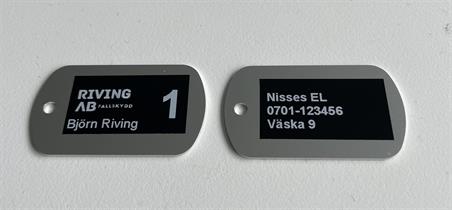 RIVING
AB FALLSKYDD
1
Björn Riving
Nisses EL
0701-123456
Väska 9